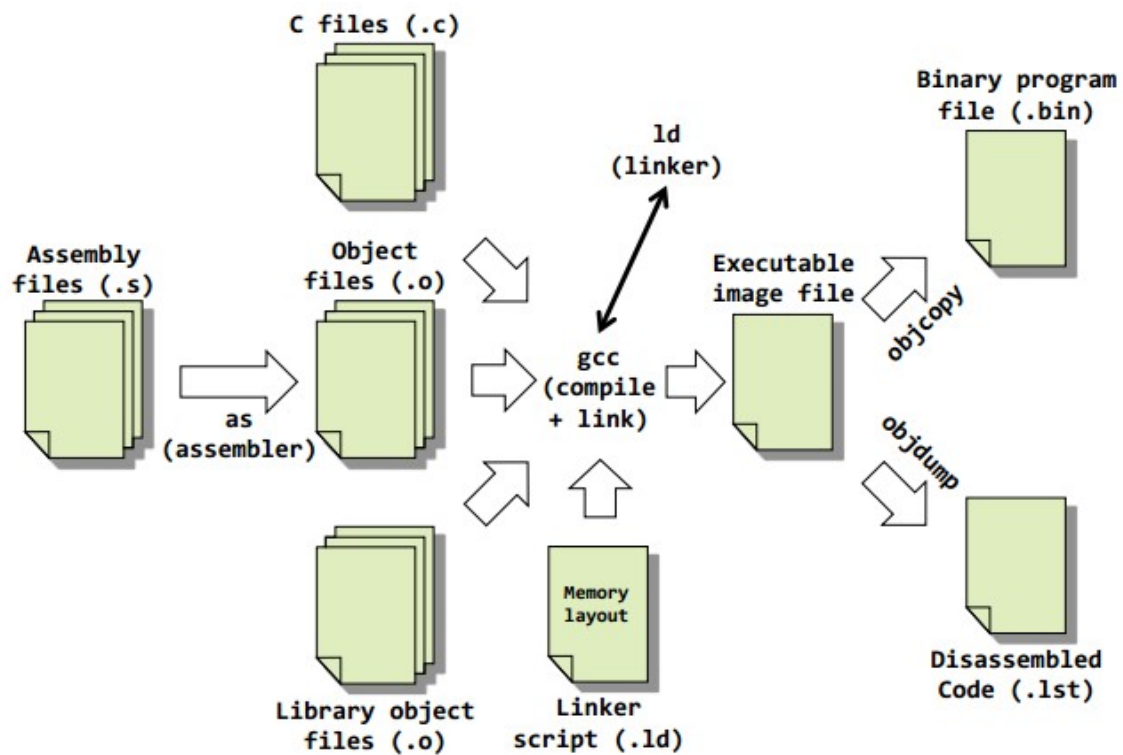 C files (.c)
Binary program
file (.bin)
ld
(linker)
Assembly
files (.s)
Object
files (.o)
Executable
image file
objcopy
gcc
(compile
+ link)
as
(assembler)
objdump
Memory
layout
Library object
files (.o)
Linker
script (.ld)
Disassembled
Code (.lst)